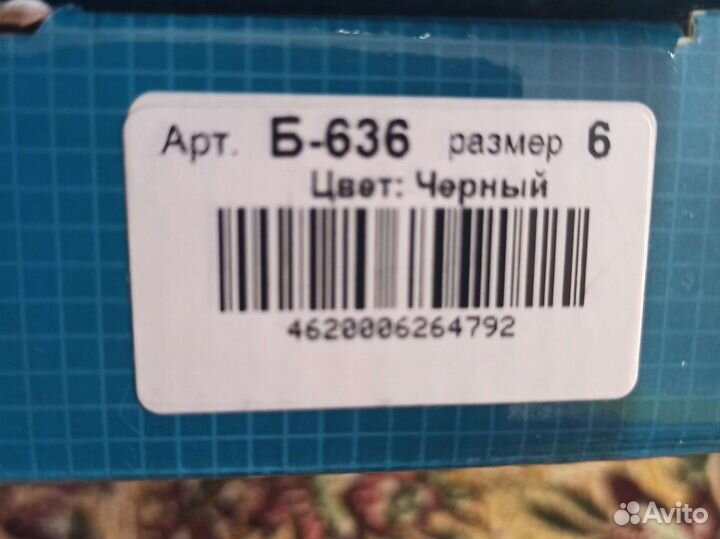 Арт. Б-636 размер 6
Цвет: Черный
4620006264792
Avito